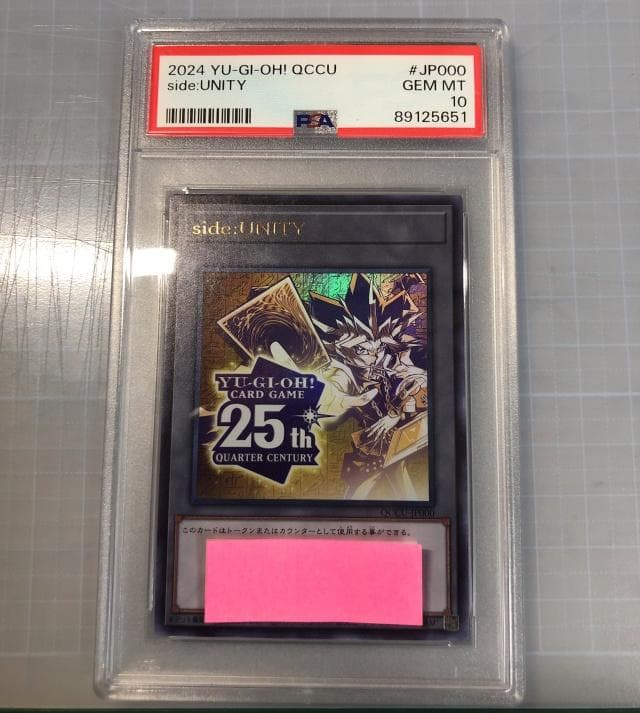 2024 YU-GI-OH! QCCU #JP000
side:UNITY GEM MT
10
PSA 89125651
side:UNITY
YU-GI-OH!
CARD GAME
25th
QUARTER CENTURY
QCCU-JP000
このカードはトークンまたはカウンターとして使用する事ができる。